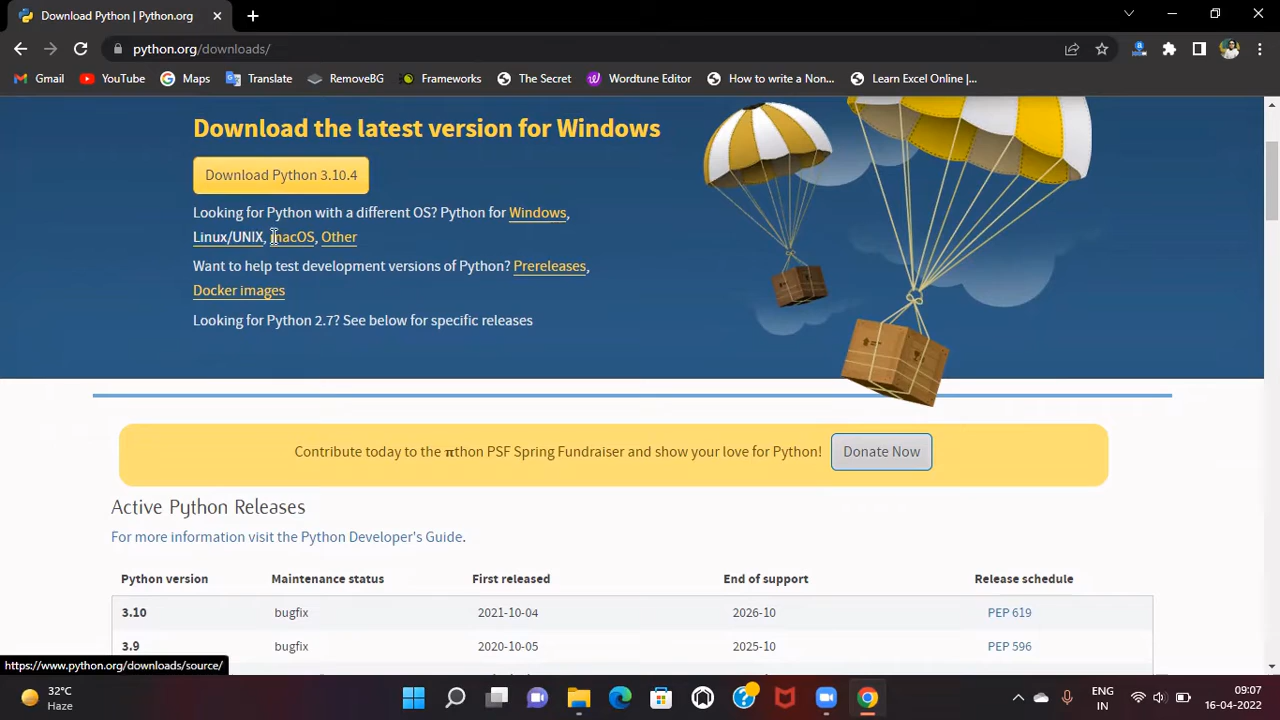 Download Python | Python.org
python.org/downloads/
Gmail YouTube Maps Translate RemoveBG Frameworks The Secret Wordtune Editor How to write a Non... Learn Excel Online |...
Download the latest version for Windows
Download Python 3.10.4
Looking for Python with a different OS? Python for Windows,
Linux/UNIX, macOS, Other
Want to help test development versions of Python? Prereleases,
Docker images
Looking for Python 2.7? See below for specific releases
Contribute today to the πthon PSF Spring Fundraiser and show your love for Python! Donate Now
Active Python Releases
For more information visit the Python Developer's Guide.
Python version Maintenance status First released End of support Release schedule
3.10 bugfix 2021-10-04 2026-10 PEP 619
3.9 bugfix 2020-10-05 2025-10 PEP 596
https://www.python.org/downloads/source/
32°C
Haze
ENG
IN
09:07
16-04-2022